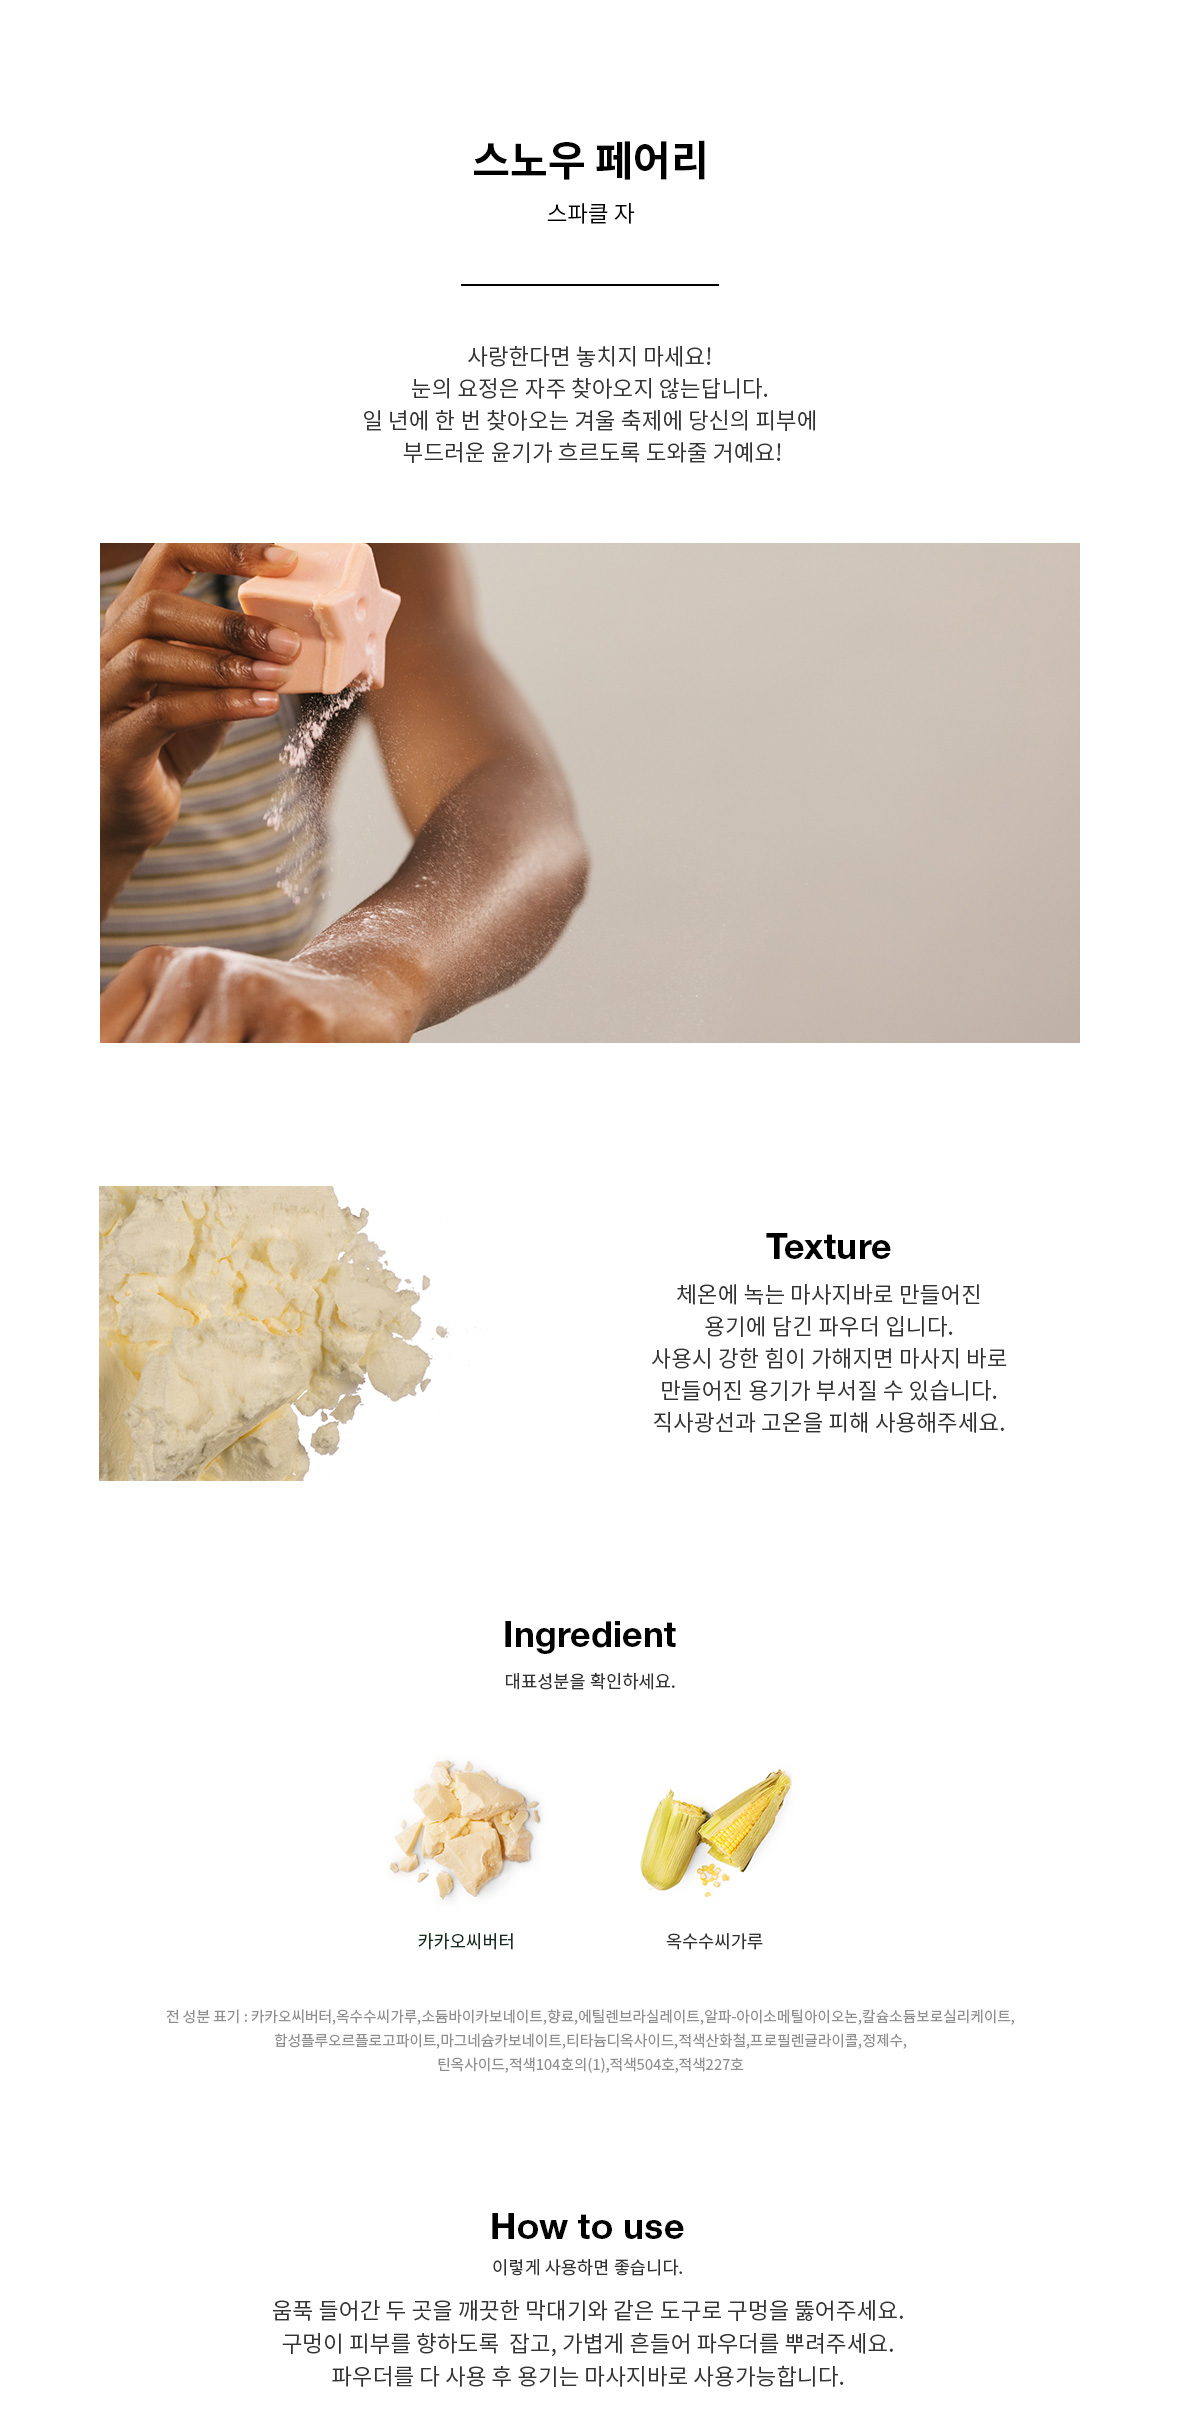 스노우 페어리
스파클 자
사랑한다면 놓치지 마세요!
눈의 요정은 자주 찾아오지 않는답니다.
일 년에 한 번 찾아오는 겨울 축제에 당신의 피부에
부드러운 윤기가 흐르도록 도와줄 거예요!
Texture
체온에 녹는 마사지바로 만들어진
용기에 담긴 파우더 입니다.
사용시 강한 힘이 가해지면 마사지 바로
만들어진 용기가 부서질 수 있습니다.
직사광선과 고온을 피해 사용해주세요.
Ingredient
대표성분을 확인하세요.
카카오씨버터
옥수수씨가루
전 성분 표기 : 카카오씨버터,옥수수씨가루,소듐바이카보네이트,향료,에틸렌브라실레이트,알파-아이소메틸아이오논,칼슘소듐보로실리케이트,
합성플루오르플로고파이트,마그네슘카보네이트,티타늄디옥사이드,적색산화철,프로필렌글라이콜,정제수,
틴옥사이드,적색104호의(1),적색504호,적색227호
How to use
이렇게 사용하면 좋습니다.
움푹 들어간 두 곳을 깨끗한 막대기와 같은 도구로 구멍을 뚫어주세요.
구멍이 피부를 향하도록 잡고, 가볍게 흔들어 파우더를 뿌려주세요.
파우더를 다 사용 후 용기는 마사지바로 사용가능합니다.